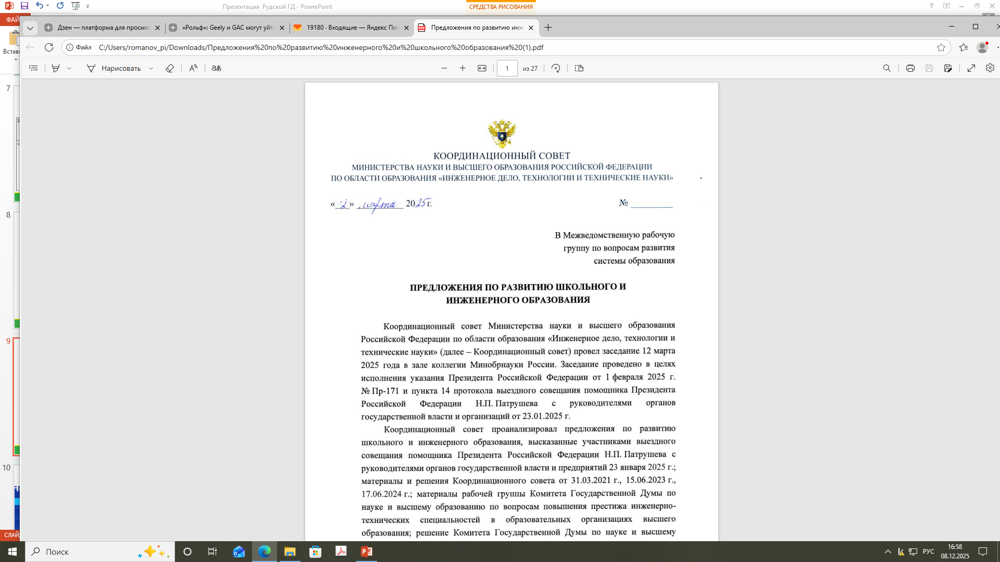 Презентация Рудской ГД - PowerPoint
СРЕДСТВА РИСОВАНИЯ
ФАЙ
Дзен — платформа для просмот
«Рольф»: Geely и GAC могут уйти
19180 · Входящие — Яндекс Поч
Предложения по развитию инж
Файл
C:/Users/romanov_pi/Downloads/Предложения%20по%20развитию%20инженерного%20и%20школьного%20образования%20(1).pdf
Встави
Нарисовать
1 из 27
7
8
9
10
КООРДИНАЦИОННЫЙ СОВЕТ
МИНИСТЕРСТВА НАУКИ И ВЫСШЕГО ОБРАЗОВАНИЯ РОССИЙСКОЙ ФЕДЕРАЦИИ
ПО ОБЛАСТИ ОБРАЗОВАНИЯ «ИНЖЕНЕРНОЕ ДЕЛО, ТЕХНОЛОГИИ И ТЕХНИЧЕСКИЕ НАУКИ»
«12» марта 2025 г. № _________
В Межведомственную рабочую
группу по вопросам развития
системы образования
ПРЕДЛОЖЕНИЯ ПО РАЗВИТИЮ ШКОЛЬНОГО И
ИНЖЕНЕРНОГО ОБРАЗОВАНИЯ
Координационный совет Министерства науки и высшего образования
Российской Федерации по области образования «Инженерное дело, технологии и
технические науки» (далее – Координационный совет) провел заседание 12 марта
2025 года в зале коллегии Минобрнауки России. Заседание проведено в целях
исполнения указания Президента Российской Федерации от 1 февраля 2025 г.
№ Пр-171 и пункта 14 протокола выездного совещания помощника Президента
Российской Федерации Н.П. Патрушева с руководителями органов
государственной власти и организаций от 23.01.2025 г.
Координационный совет проанализировал предложения по развитию
школьного и инженерного образования, высказанные участниками выездного
совещания помощника Президента Российской Федерации Н.П. Патрушева с
руководителями органов государственной власти и предприятий 23 января 2025 г.;
материалы и решения Координационного совета от 31.03.2021 г., 15.06.2023 г.,
17.06.2024 г.; материалы рабочей группы Комитета Государственной Думы по
науке и высшему образованию по вопросам повышения престижа инженерно-
технических специальностей в образовательных организациях высшего
образования; решение Комитета Государственной Думы по науке и высшему
СЛАЙД
Поиск
РУС
16:58
08.12.2025